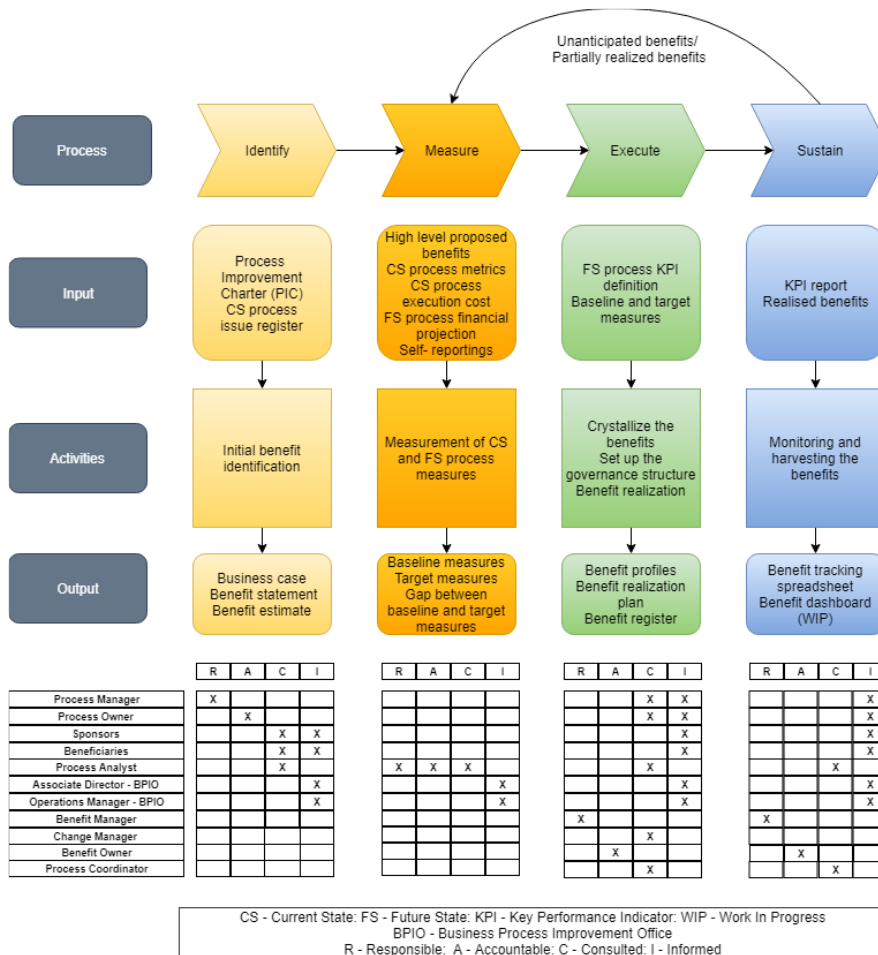 Unanticipated benefits/
Partially realized benefits
Process
Identify
Measure
Execute
Sustain
Input
Process
Improvement
Charter (PIC)
CS process
issue register
High level proposed
benefits
CS process metrics
CS process
execution cost
FS process financial
projection
Self- reportings
FS process KPI
definition
Baseline and target
measures
KPI report
Realised benefits
Activities
Initial benefit
identification
Measurement of CS
and FS process
measures
Crystallize the
benefits
Set up the
governance structure
Benefit realization
Monitoring and
harvesting the
benefits
Output
Business case
Benefit statement
Benefit estimate
Baseline measures
Target measures
Gap between
baseline and target
measures
Benefit profiles
Benefit realization
plan
Benefit register
Benefit tracking
spreadsheet
Benefit dashboard
(WIP)
R A C I R A C I R A C I R A C I
Process Manager X X X X
Process Owner X X X X
Sponsors X X X X
Beneficiaries X X X X
Process Analyst X X X X X X
Associate Director - BPIO X X X X
Operations Manager - BPIO X X X X
Benefit Manager X X
Change Manager X
Benefit Owner X X
Process Coordinator X X
CS - Current State: FS - Future State: KPI - Key Performance Indicator: WIP - Work In Progress
BPIO - Business Process Improvement Office
R - Responsible: A - Accountable: C - Consulted: I - Informed